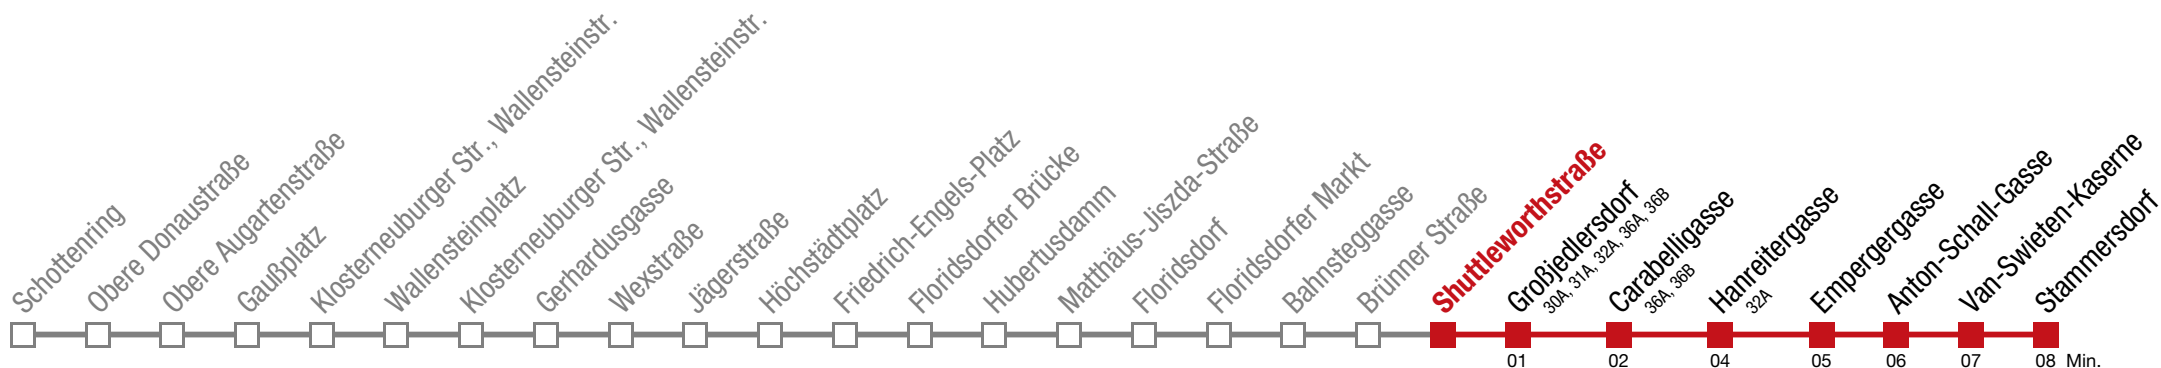 Schottenring
Obere Donaustraße
Obere Augartenstraße
Gaußplatz
Klosterneuburger Str., Wallensteinstr.
Wallensteinplatz
Klosterneuburger Str., Wallensteinstr.
Gerhardusgasse
Wexstraße
Jägerstraße
Höchstädtplatz
Friedrich-Engels-Platz
Floridsdorfer Brücke
Hubertusdamm
Matthäus-Jiszda-Straße
Floridsdorf
Floridsdorfer Markt
Bahnsteggasse
Brünner Straße
Shuttleworthstraße
Großjedlersdorf
30A, 31A, 32A, 36A, 36B
Carabelligasse
36A, 36B
Hanreitergasse
32A
Empergergasse
Anton-Schall-Gasse
Van-Swieten-Kaserne
Stammersdorf
01 02 04 05 06 07 08 Min.